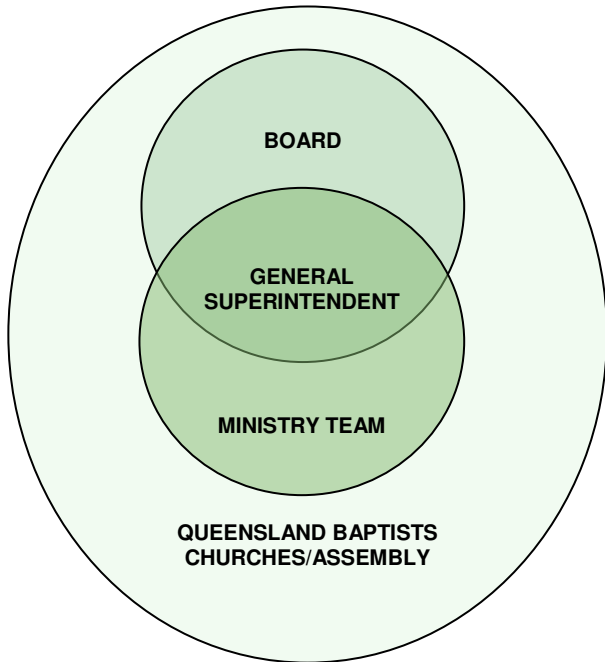 BOARD
GENERAL
SUPERINTENDENT
MINISTRY TEAM
QUEENSLAND BAPTISTS
CHURCHES/ASSEMBLY